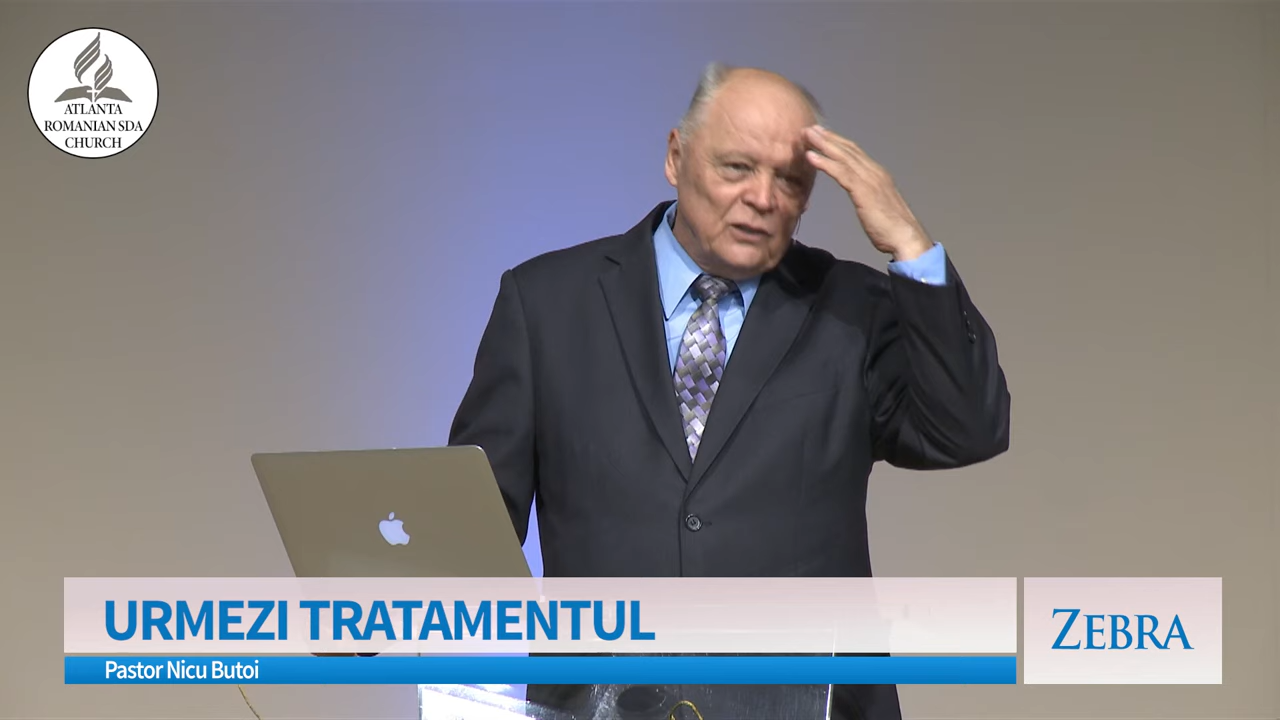 ATLANTA
ROMANIAN SDA
CHURCH
URMEZI TRATAMENTUL
Pastor Nicu Butoi
ZEBRA